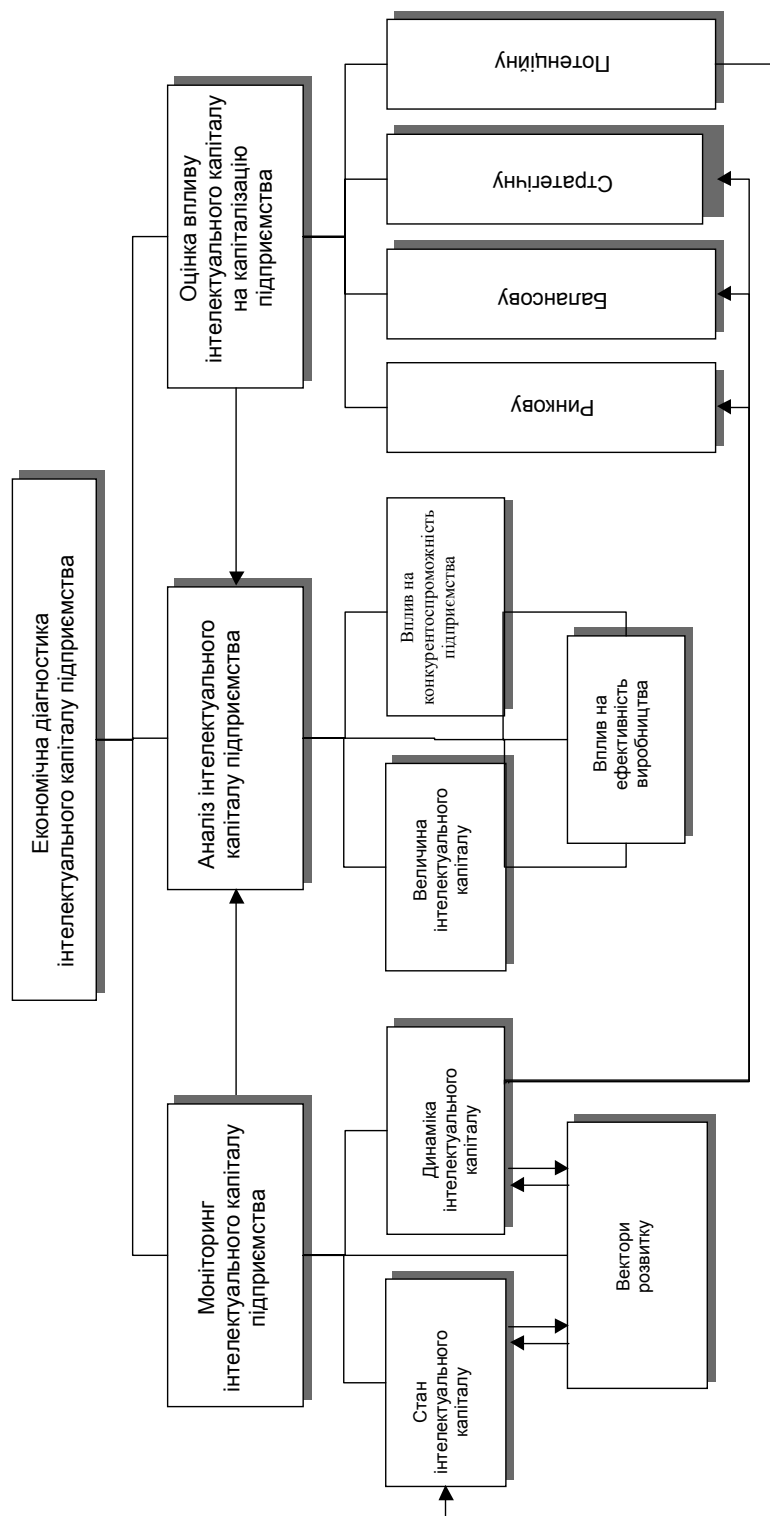 Економічна діагностика
інтелектуального капіталу підприємства
Моніторинг
інтелектуального капіталу
підприємства
Аналіз інтелектуального
капіталу підприємства
Оцінка впливу
інтелектуального капіталу
на капіталізацію
підприємства
Стан
інтелектуального
капіталу
Динаміка
інтелектуального
капіталу
Вектори
розвитку
Величина
інтелектуального
капіталу
Вплив на
конкурентоспроможність
підприємства
Вплив на
ефективність
виробництва
Ринкову
Балансову
Стратегічну
Потенційну